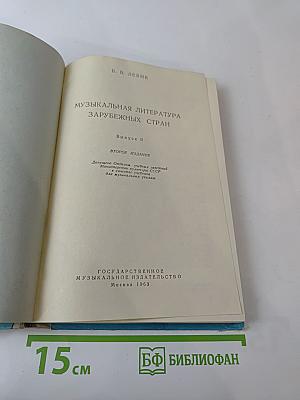 Б. В. ЛЕВИК
МУЗЫКАЛЬНАЯ ЛИТЕРАТУРА
ЗАРУБЕЖНЫХ СТРАН
Выпуск II
ВТОРОЕ ИЗДАНИЕ
Допущено Отделом учебных заведений
Министерства культуры СССР
в качестве учебника
для музыкальных училищ
ГОСУДАРСТВЕННОЕ
МУЗЫКАЛЬНОЕ ИЗДАТЕЛЬСТВО
Москва 1963
15 см
БФ БИБЛИОФАН